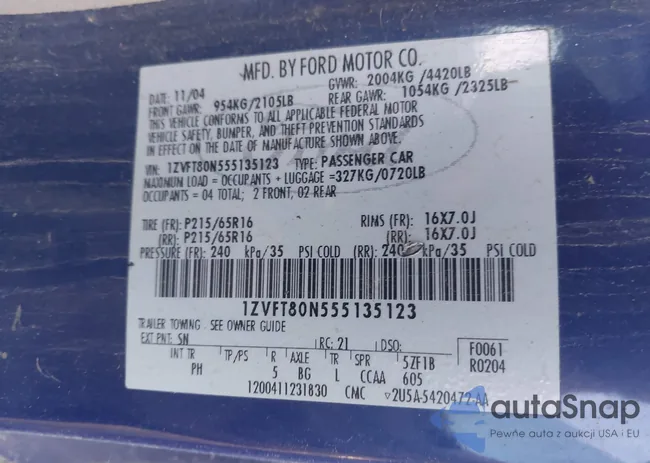 MFD. BY FORD MOTOR CO.
DATE: 11/04 GVWR: 2004KG /4420LB
FRONT GAWR: 954KG/2105LB REAR GAWR: 1054KG /2325LB
THIS VEHICLE CONFORMS TO ALL APPLICABLE FEDERAL MOTOR
VEHICLE SAFETY, BUMPER, AND THEFT PREVENTION STANDARDS
IN EFFECT ON THE DATE OF MANUFACTURE SHOWN ABOVE.
VIN: 1ZVFT80N555135123 TYPE: PASSENGER CAR
MAXIMUM LOAD = OCCUPANTS + LUGGAGE =327KG/0720LB
OCCUPANTS = 04 TOTAL; 2 FRONT, 02 REAR
TIRE (FR): P215/65R16 RIMS (FR): 16X7.0J
(RR): P215/65R16 (RR): 16X7.0J
PRESSURE (FR): 240 kPa/35 PSI COLD (RR): 240 kPa/35 PSI COLD
1ZVFT80N555135123
TRAILER TOWING - SEE OWNER GUIDE
EXT PNT: SN RC: 21 DSO: F0061
INT TR TP/PS R AXLE TR SPR 5ZF1B R0204
PH 5 BG L CCAA 605
1200411231830 CMC 2U5A-5420472-AA
autoSnap
Pewne auto z aukcji USA i EU